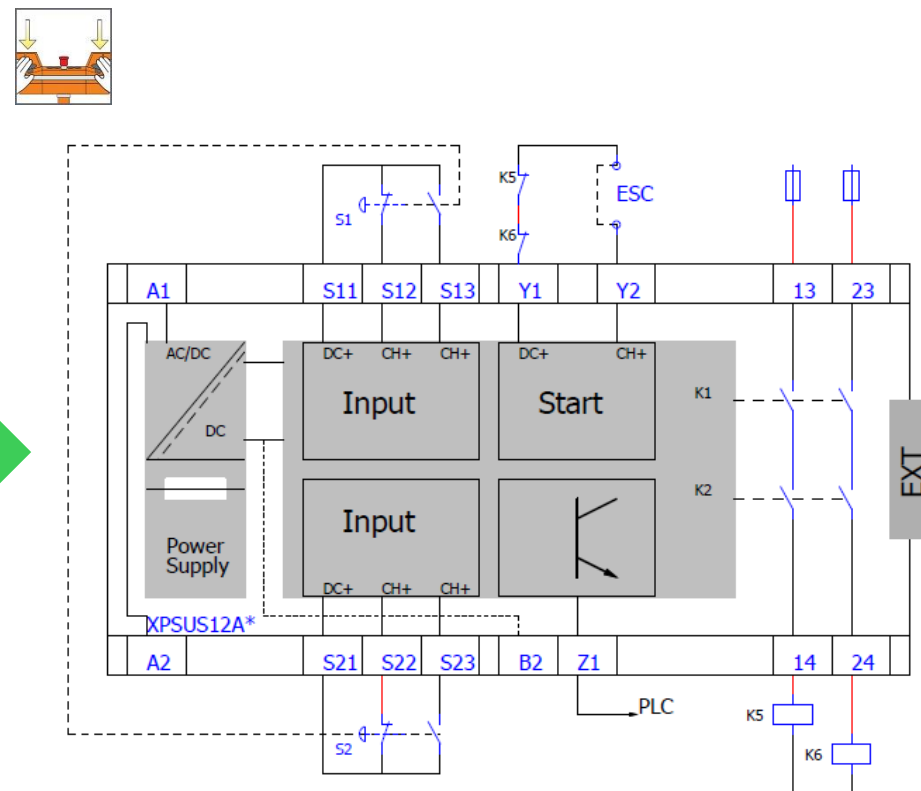 K5
ESC
S1
K6
A1 S11 S12 S13 Y1 Y2 13 23
AC/DC DC+ CH+ CH+ DC+ CH+
K1
Input Start
DC
EXT
K2
Input
Power
Supply
DC+ CH+ CH+
XPSUS12A*
A2 S21 S22 S23 B2 Z1 14 24
PLC
K5
S2
K6